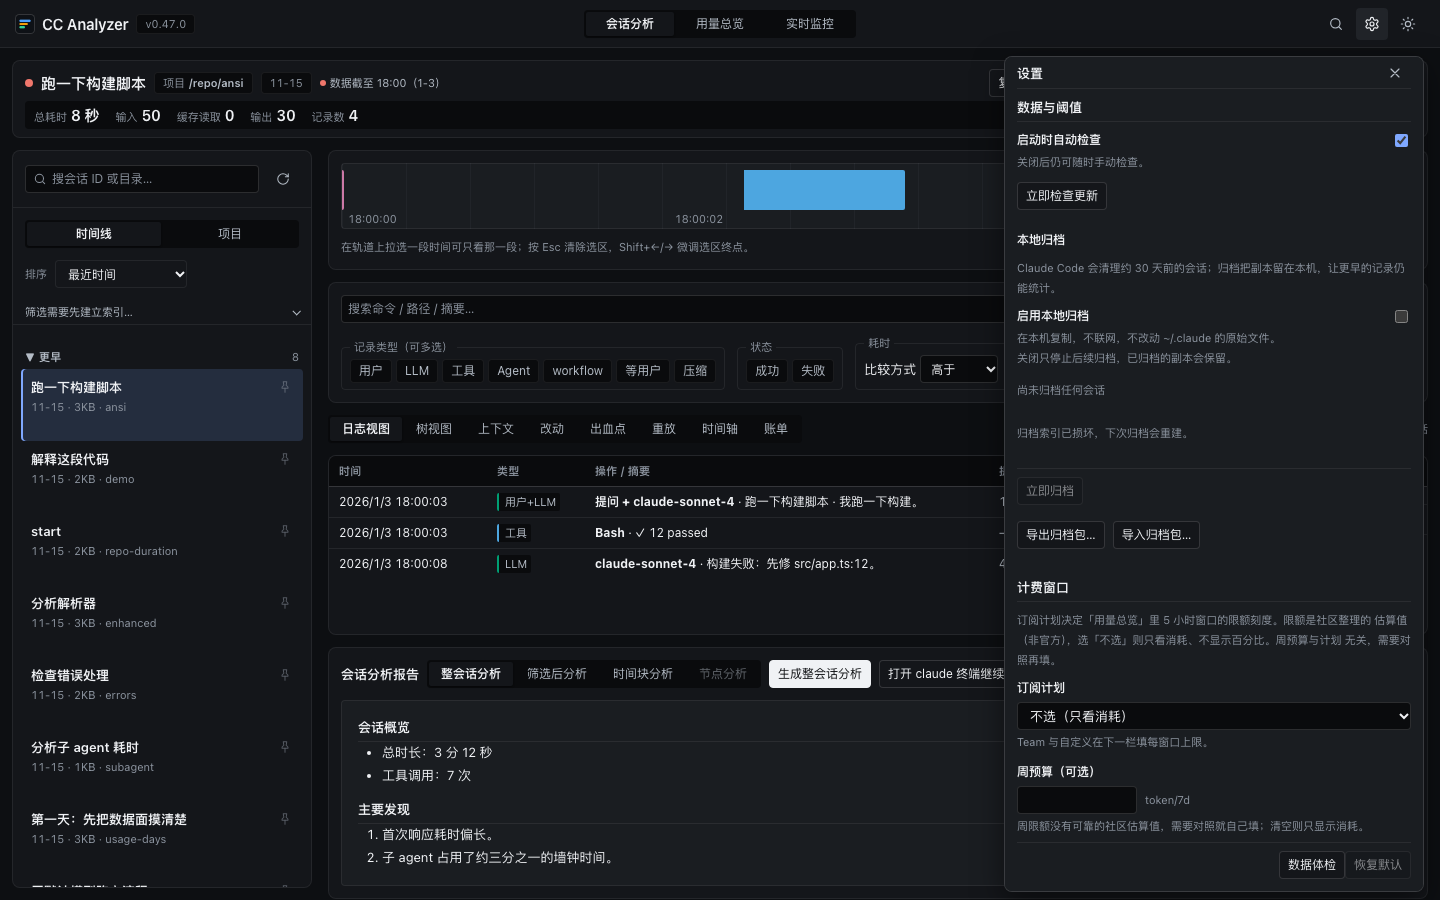 CC Analyzer v0.47.0
会话分析 用量总览 实时监控
跑一下构建脚本 项目 /repo/ansi 11-15 数据截至 18:00 (1-3)
总耗时 8 秒 输入 50 缓存读取 0 输出 30 记录数 4
搜会话 ID 或目录...
时间线 项目
排序 最近时间
筛选需要先建立索引...
▼ 更早 8
跑一下构建脚本
11-15 · 3KB · ansi
解释这段代码
11-15 · 2KB · demo
start
11-15 · 2KB · repo-duration
分析解析器
11-15 · 3KB · enhanced
检查错误处理
11-15 · 2KB · errors
分析子 agent 耗时
11-15 · 1KB · subagent
第一天：先把数据面摸清楚
11-15 · 3KB · usage-days
18:00:00 18:00:02
在轨道上拉选一段时间可只看那一段；按 Esc 清除选区，Shift+←/→ 微调选区终点。
搜索命令 / 路径 / 摘要...
记录类型（可多选） 状态 耗时
用户 LLM 工具 Agent workflow 等用户 压缩 成功 失败 比较方式 高于
日志视图 树视图 上下文 改动 出血点 重放 时间轴 账单
时间 类型 操作 / 摘要
2026/1/3 18:00:03 用户+LLM 提问 + claude-sonnet-4 · 跑一下构建脚本 · 我跑一下构建。
2026/1/3 18:00:03 工具 Bash · ✓ 12 passed
2026/1/3 18:00:08 LLM claude-sonnet-4 · 构建失败：先修 src/app.ts:12。
会话分析报告 整会话分析 筛选后分析 时间块分析 节点分析 生成整会话分析 打开 claude 终端继续
会话概览
• 总时长：3 分 12 秒
• 工具调用：7 次
主要发现
1. 首次响应耗时偏长。
2. 子 agent 占用了约三分之一的墙钟时间。
设置
数据与阈值
启动时自动检查
关闭后仍可随时手动检查。
立即检查更新
本地归档
Claude Code 会清理约 30 天前的会话；归档把副本留在本机，让更早的记录仍
能统计。
启用本地归档
在本机复制，不联网，不改动 ~/.claude 的原始文件。
关闭只停止后续归档，已归档的副本会保留。
尚未归档任何会话
归档索引已损坏，下次归档会重建。
立即归档
导出归档包... 导入归档包...
计费窗口
订阅计划决定「用量总览」里 5 小时窗口的限额刻度。限额是社区整理的 估算值
（非官方），选「不选」则只看消耗、不显示百分比。周预算与计划 无关，需要对
照再填。
订阅计划
不选（只看消耗）
Team 与自定义在下一栏填每窗口上限。
周预算（可选）
token/7d
周限额没有可靠的社区估算值，需要对照就自己填；清空则只显示消耗。
数据体检 恢复默认